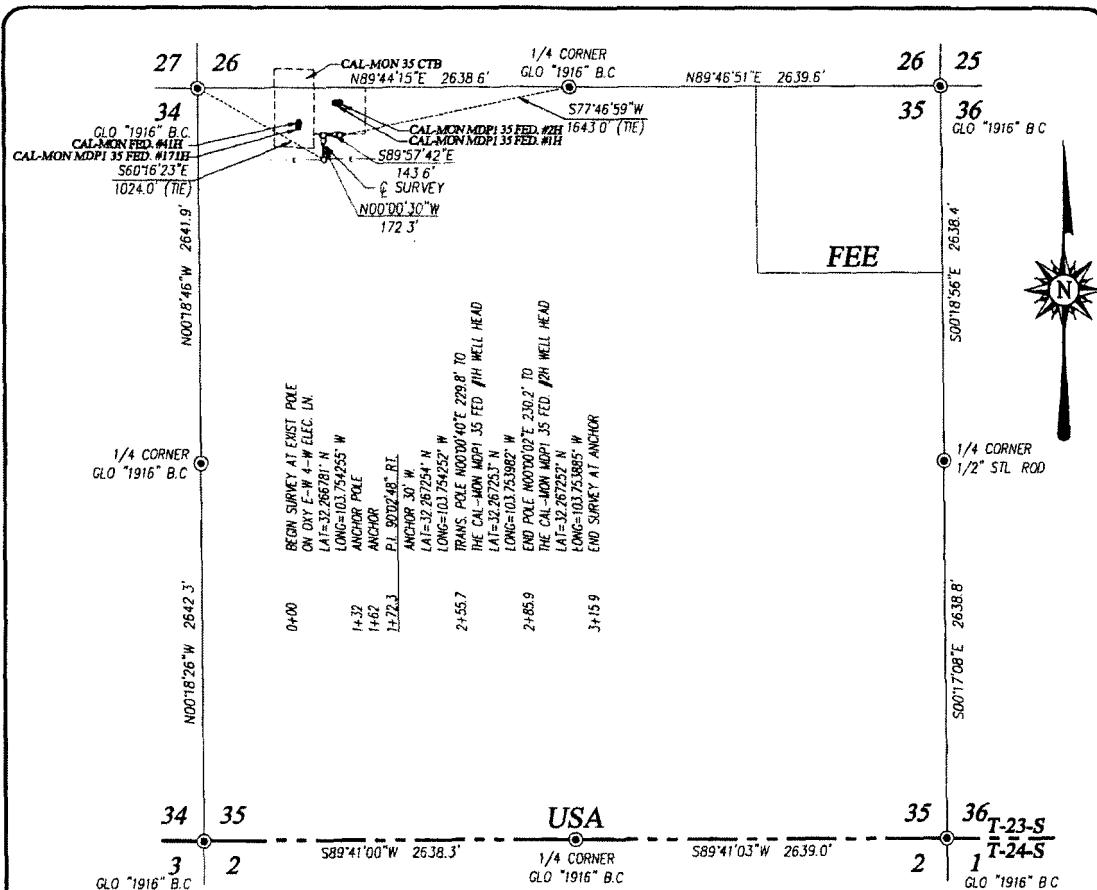 27 26
1/4 CORNER
GLO "1916" B.C
26 25
CAL-MON 35 CTB
N89°44'15"E 2638.6'
N89°46'51"E 2639.6'
34
GLO "1916" B.C.
35 36
GLO "1916" B C
S77°46'59"W
1643.0' (TIE)
CAL-MON FED. #41H
CAL-MON MDP1 35 FED. #171H
CAL-MON MDP1 35 FED. #2H
CAL-MON MDP1 35 FED. #1H
S60°16'23"E
1024.0' (TIE)
S89°57'42"E
143 6'
℄ SURVEY
N00°00'30"W
172 3'
N00°18'46"W 2641.9'
S00°18'56"E 2638.4'
FEE
N
0+00 BEGIN SURVEY AT EXIST POLE
ON OXY E-W 4-W ELEC. LN.
LAT=32.266781° N
LONG=103.754255° W
1+32 ANCHOR POLE
1+62 ANCHOR
1+72.3 P.I. 90°02'48" RT.
ANCHOR 30' W.
LAT=32.267254° N
LONG=103.754252° W
2+55.7 TRANS. POLE N00°00'40"E 229.8' TO
THE CAL-MON MDP1 35 FED #1H WELL HEAD
LAT=32.267253° N
LONG=103.753982° W
2+85.9 END POLE N00°00'02"E 230.2' TO
THE CAL-MON MDP1 35 FED. #2H WELL HEAD
LAT=32.267252° N
LONG=103.753885° W
3+15 9 END SURVEY AT ANCHOR
1/4 CORNER
GLO "1916" B.C
1/4 CORNER
1/2" STL ROD
N00°18'26"W 2642 3'
S00°17'08"E 2638.8'
34 35
USA
35 36
T-23-S
S89°41'00"W 2638.3'
1/4 CORNER
GLO "1916" B.C
S89°41'03"W 2639.0'
T-24-S
3 2
GLO "1916" B.C
2 1
GLO "1916" B C